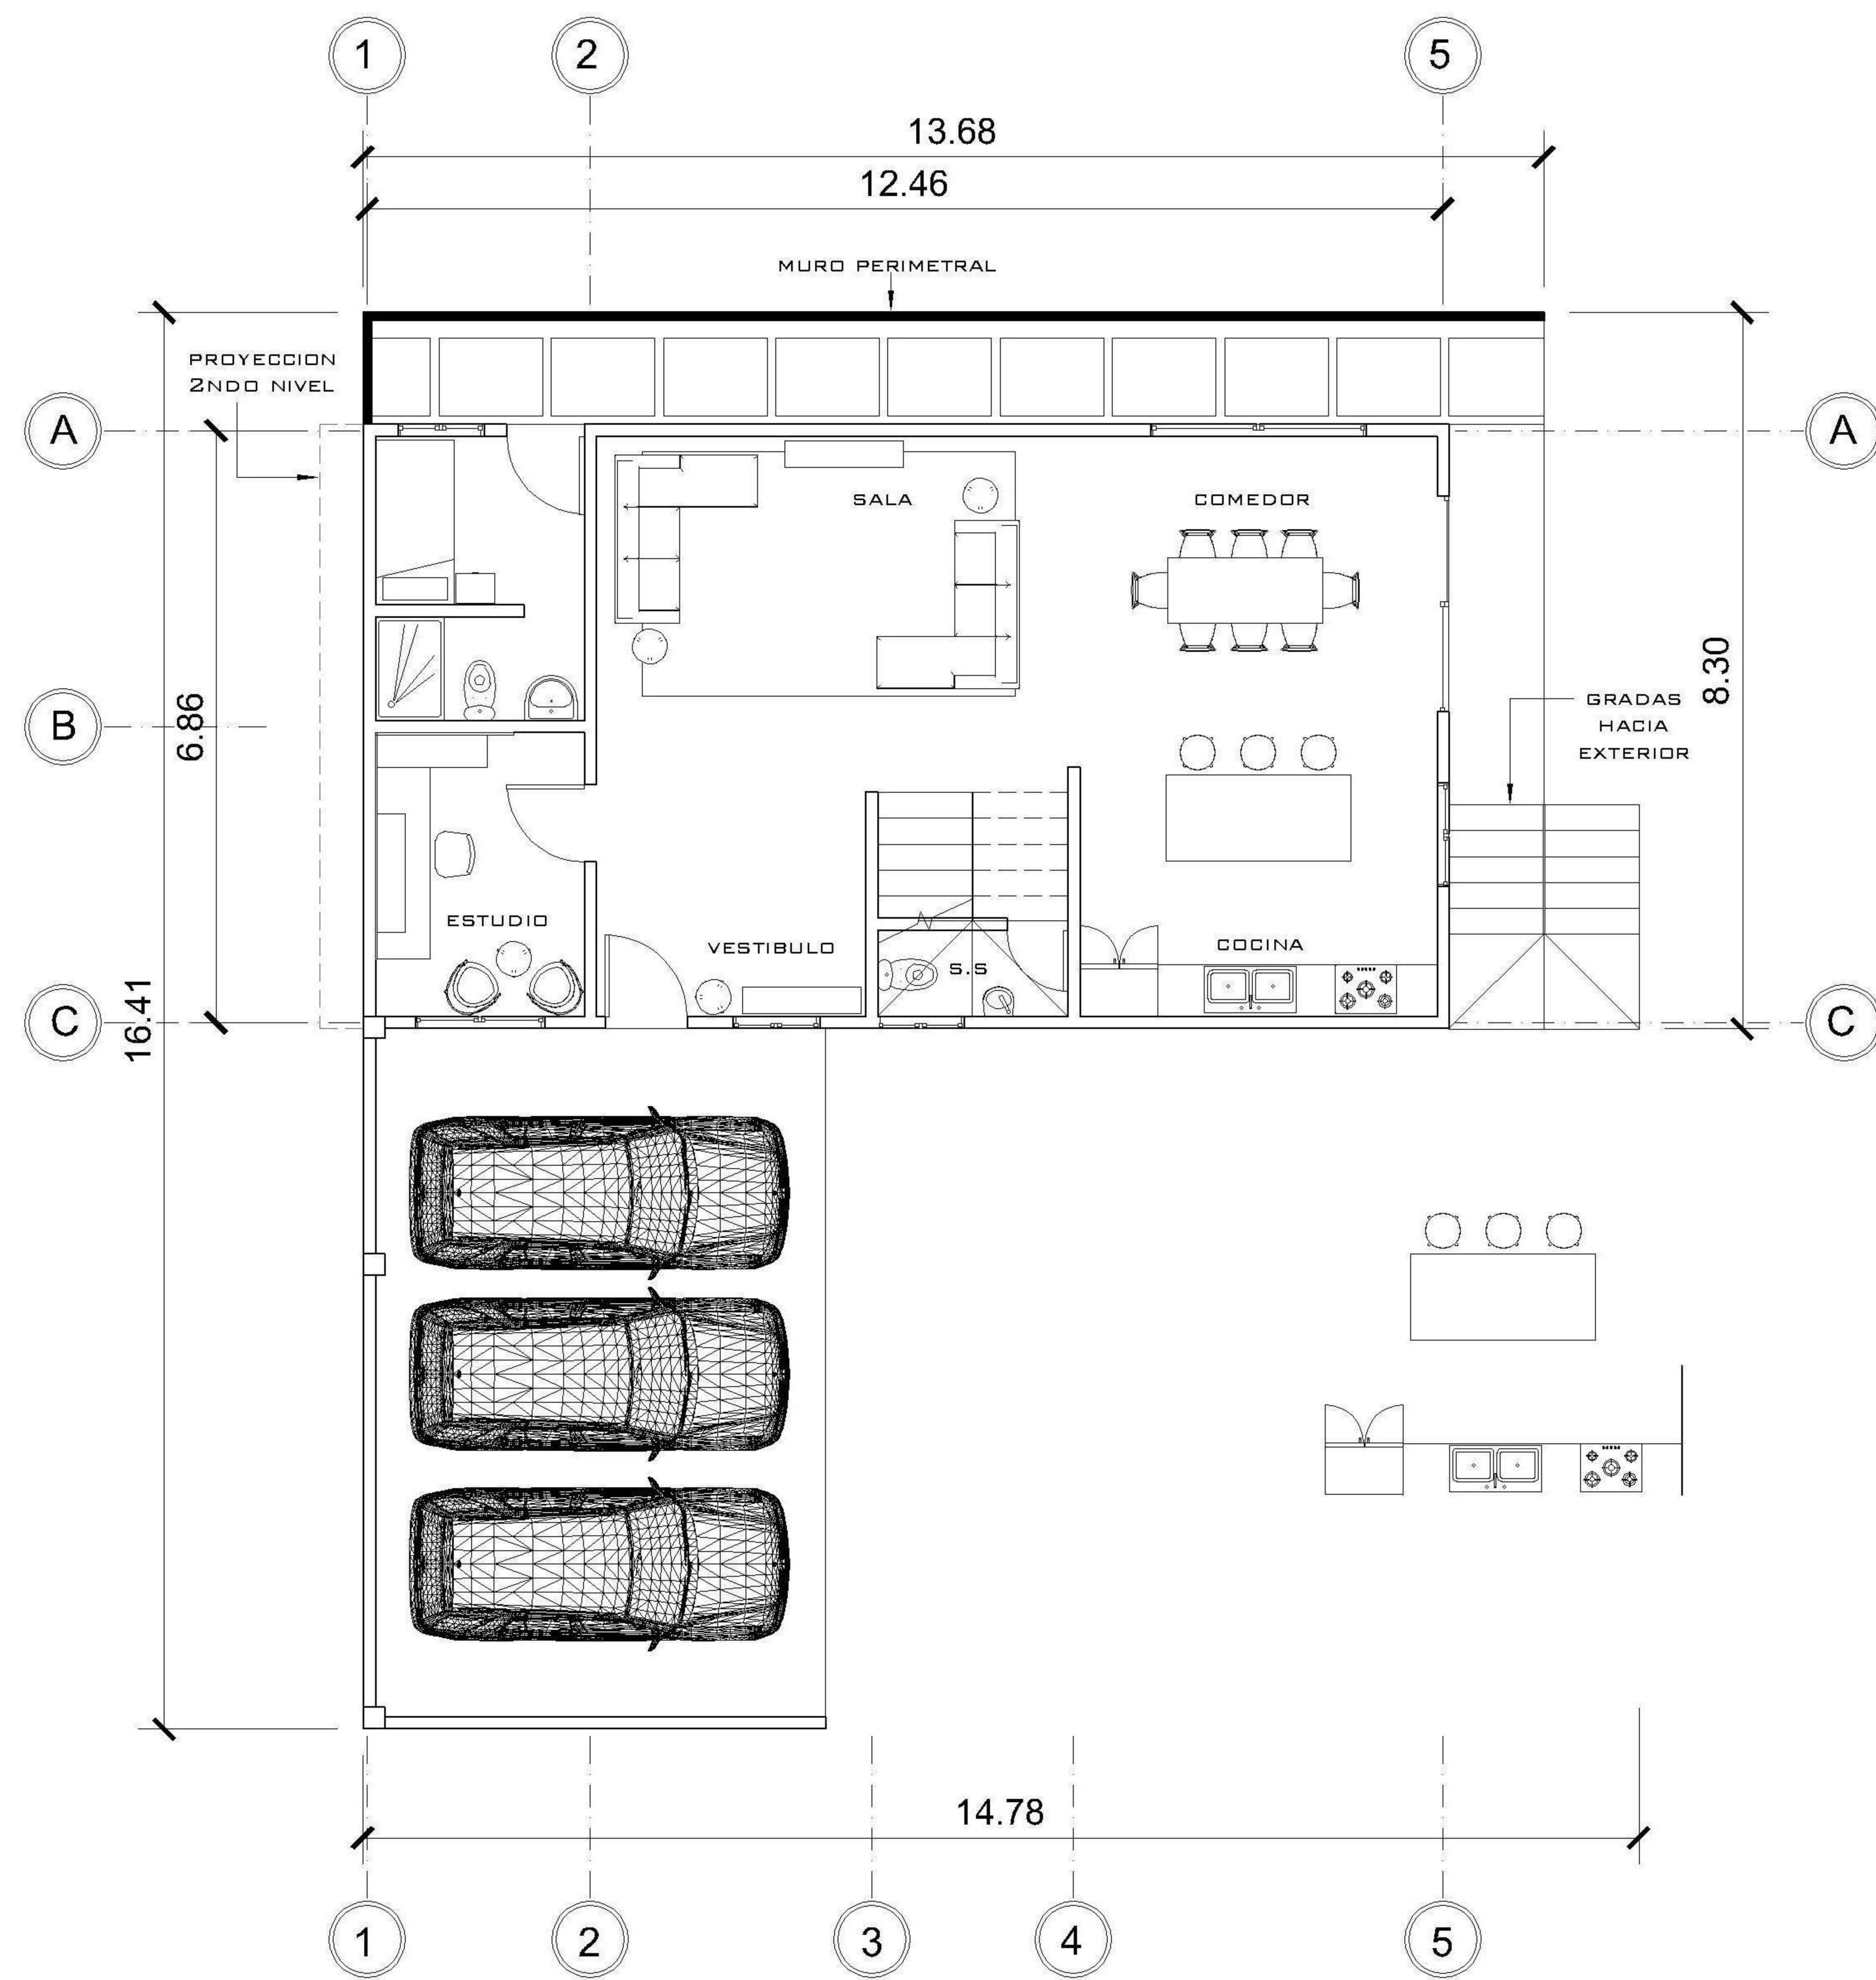 1
2
5
13.68
12.46
MURO PERIMETRAL
PROYECCION
2NDO NIVEL
A
A
SALA
COMEDOR
8.30
GRADAS
HACIA
EXTERIOR
B
6.86
ESTUDIO
VESTIBULO
S.S
COCINA
C
C
16.41
14.78
1
2
3
4
5